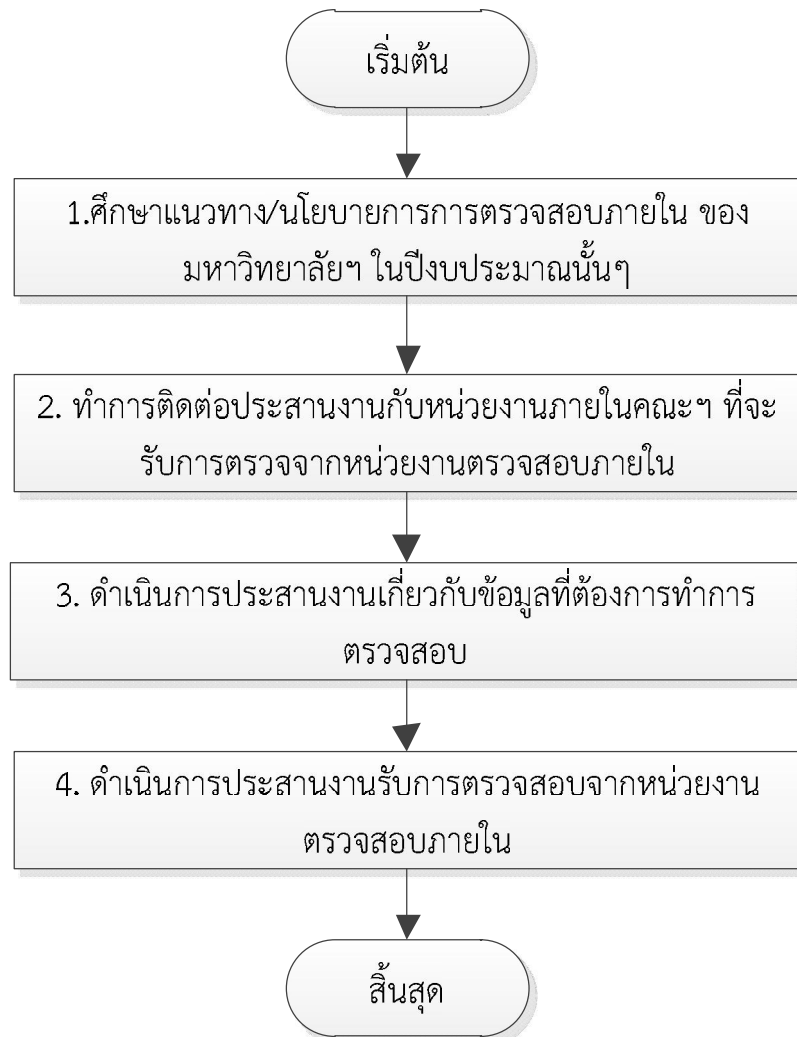 เริ่มต้น
1.ศึกษาแนวทาง/นโยบายการการตรวจสอบภายใน ของ
มหาวิทยาลัยฯ ในปีงบประมาณนั้นๆ
2. ทำการติดต่อประสานงานกับหน่วยงานภายในคณะฯ ที่จะ
รับการตรวจจากหน่วยงานตรวจสอบภายใน
3. ดำเนินการประสานงานเกี่ยวกับข้อมูลที่ต้องการทำการ
ตรวจสอบ
4. ดำเนินการประสานงานรับการตรวจสอบจากหน่วยงาน
ตรวจสอบภายใน
สิ้นสุด